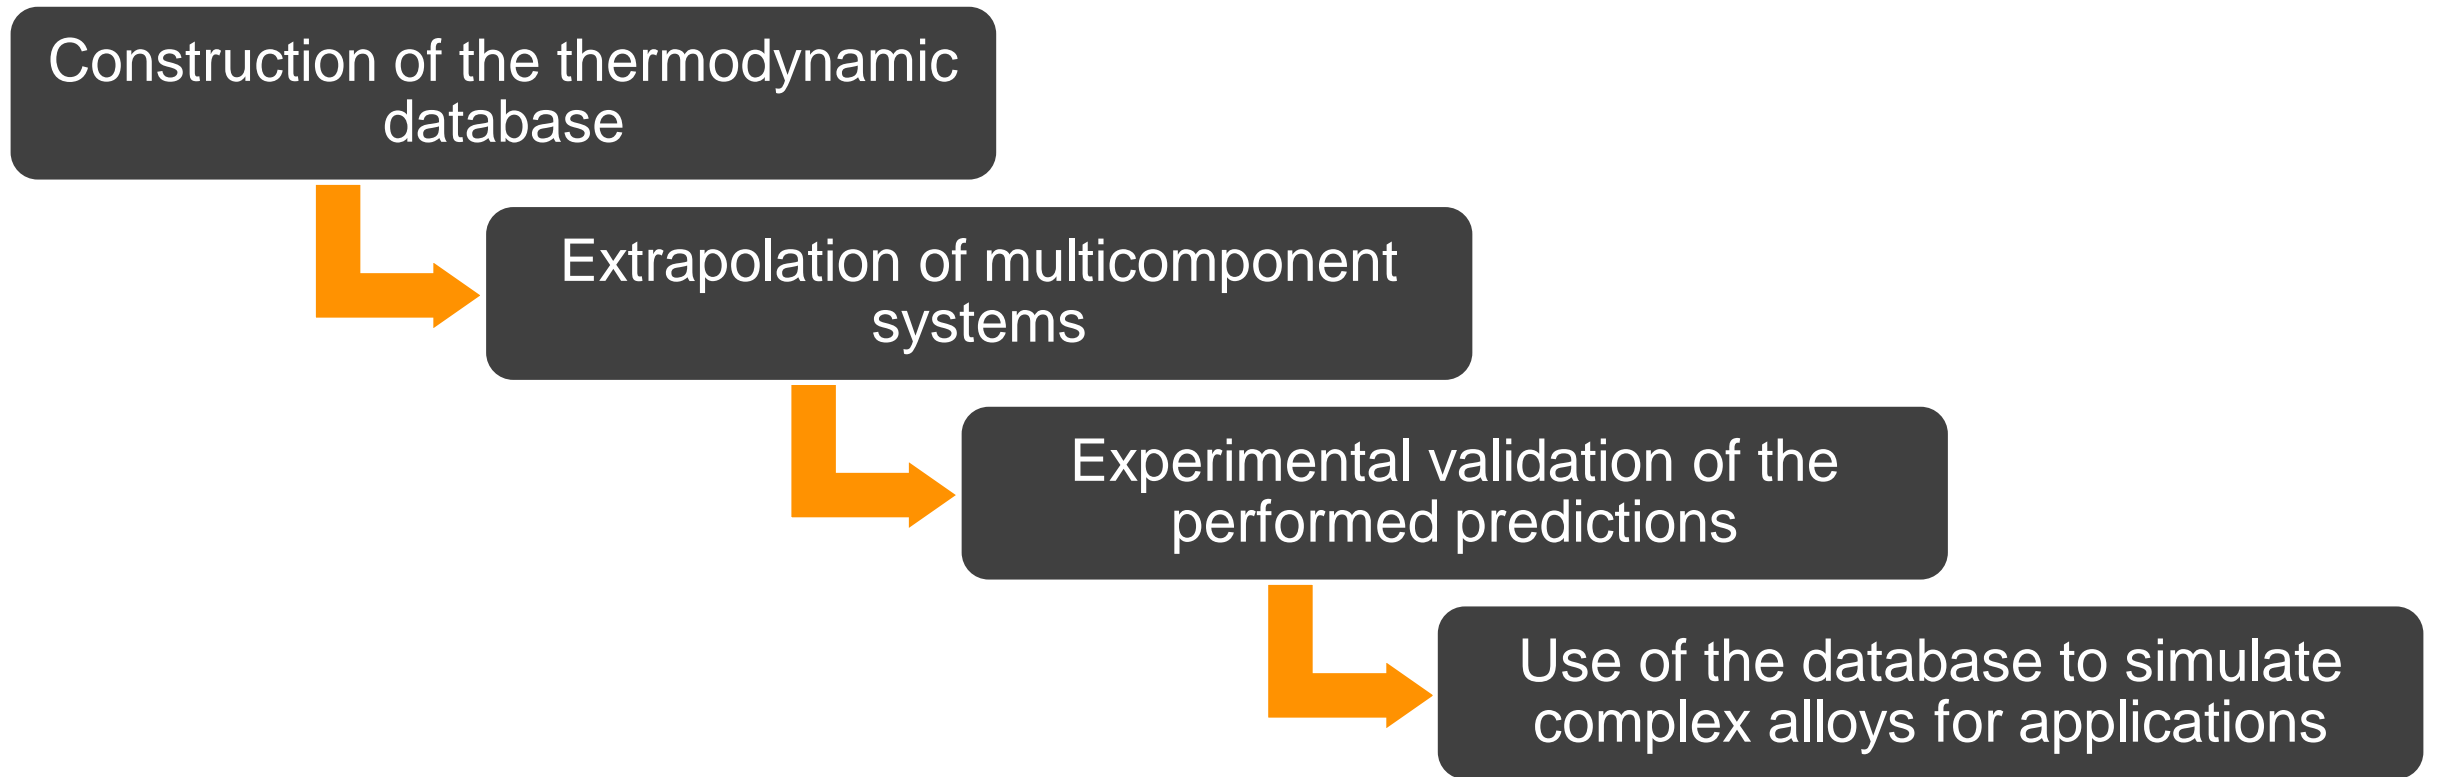 Construction of the thermodynamic
database
Extrapolation of multicomponent
systems
Experimental validation of the
performed predictions
Use of the database to simulate
complex alloys for applications